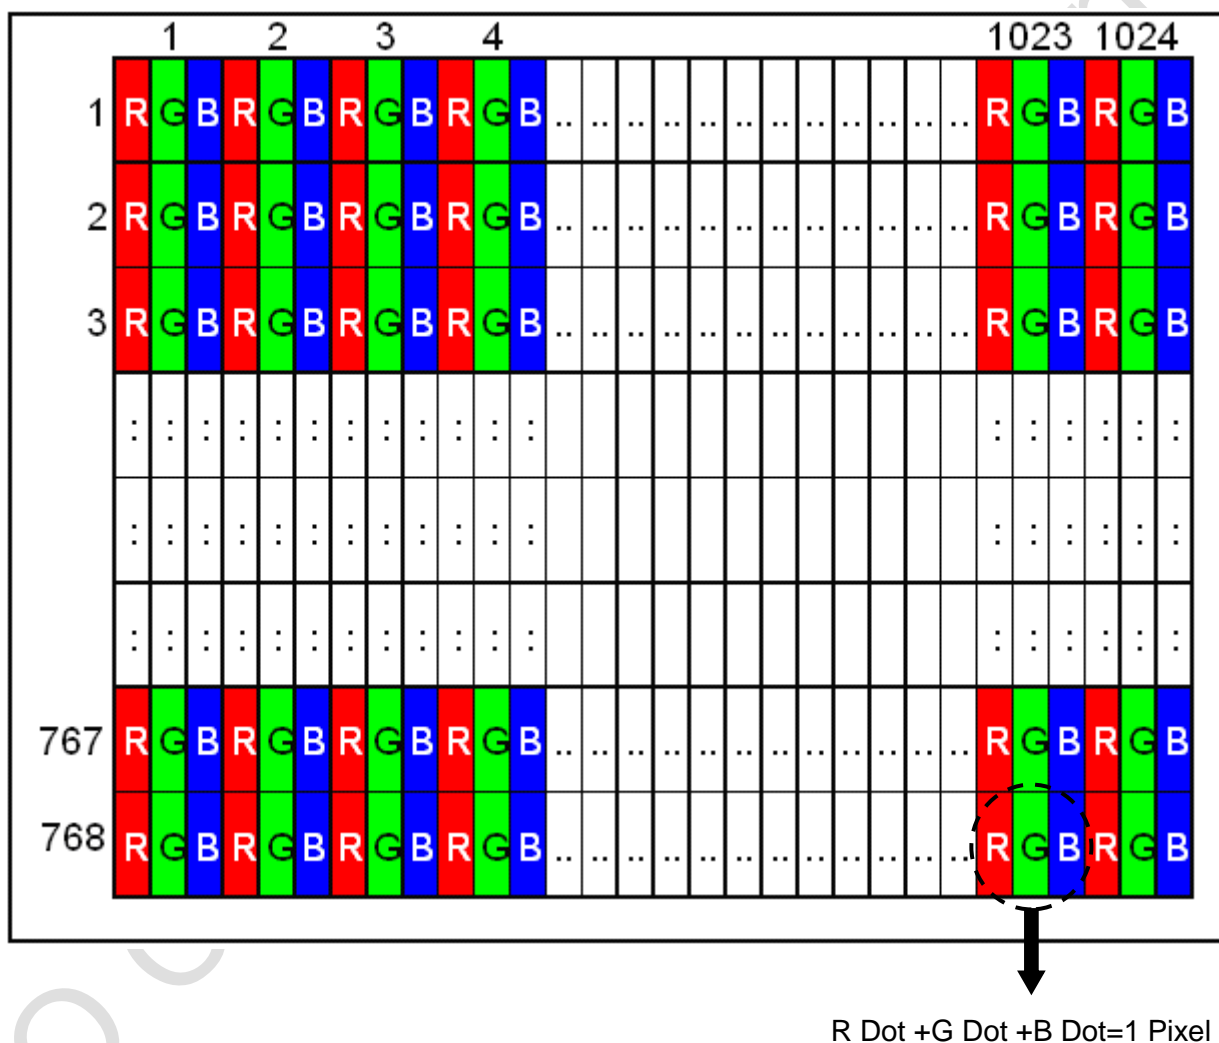 1 2 3 4 1023 1024
1 R G B R G B R G B R G B .. .. .. .. .. .. .. .. .. .. .. .. R G B R G B
2 R G B R G B R G B R G B .. .. .. .. .. .. .. .. .. .. .. .. R G B R G B
3 R G B R G B R G B R G B .. .. .. .. .. .. .. .. .. .. .. .. R G B R G B
: : : : : : : : : : : : : : : : : :
: : : : : : : : : : : : : : : : : :
: : : : : : : : : : : : : : : : : :
767 R G B R G B R G B R G B .. .. .. .. .. .. .. .. .. .. .. .. R G B R G B
768 R G B R G B R G B R G B .. .. .. .. .. .. .. .. .. .. .. .. R G B R G B
R Dot +G Dot +B Dot=1 Pixel